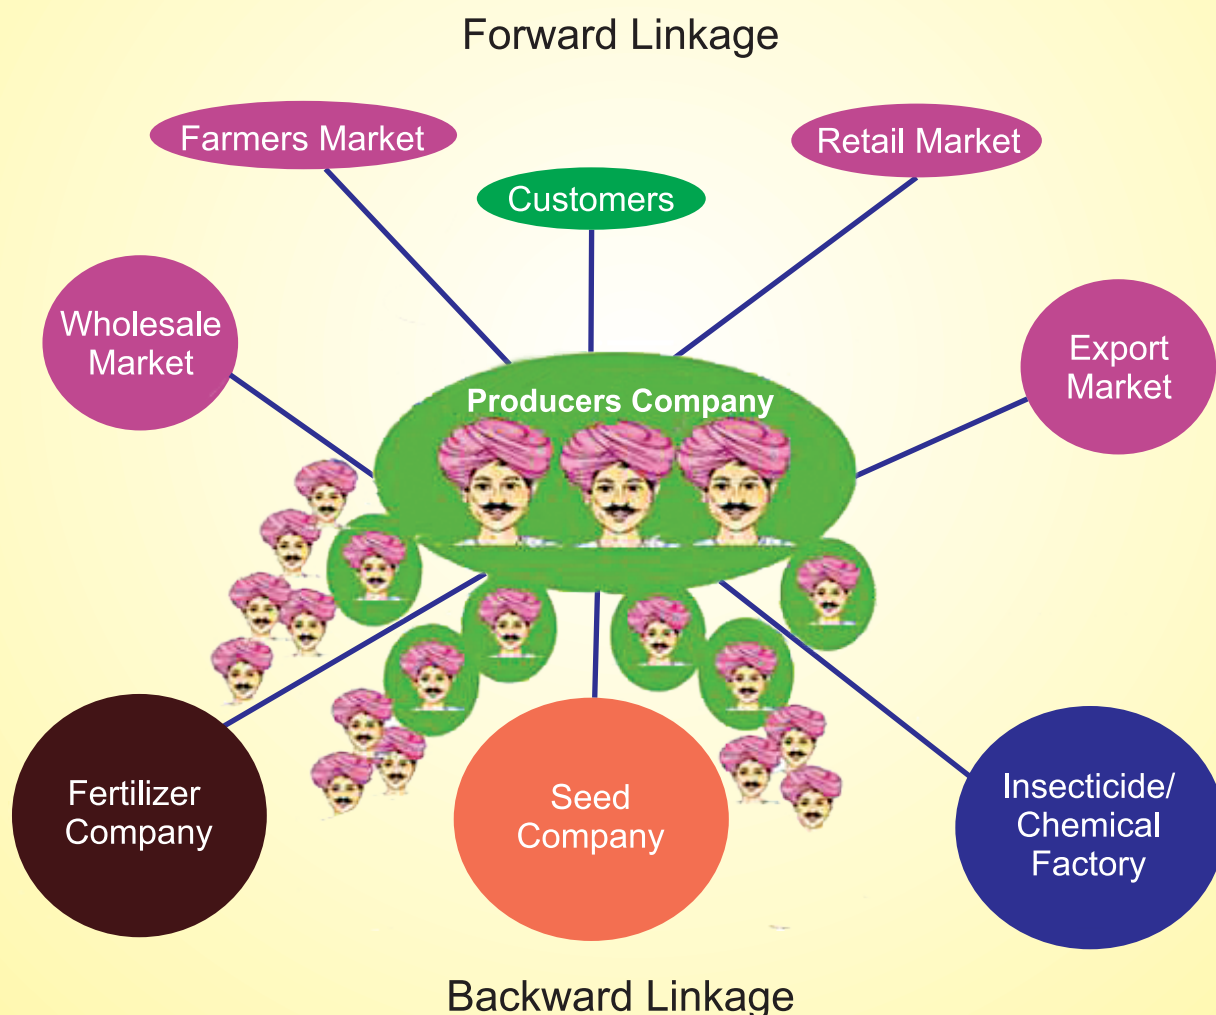 Forward Linkage
Farmers Market
Retail Market
Customers
Wholesale
Market
Export
Market
Producers Company
Fertilizer
Company
Seed
Company
Insecticide/
Chemical
Factory
Backward Linkage